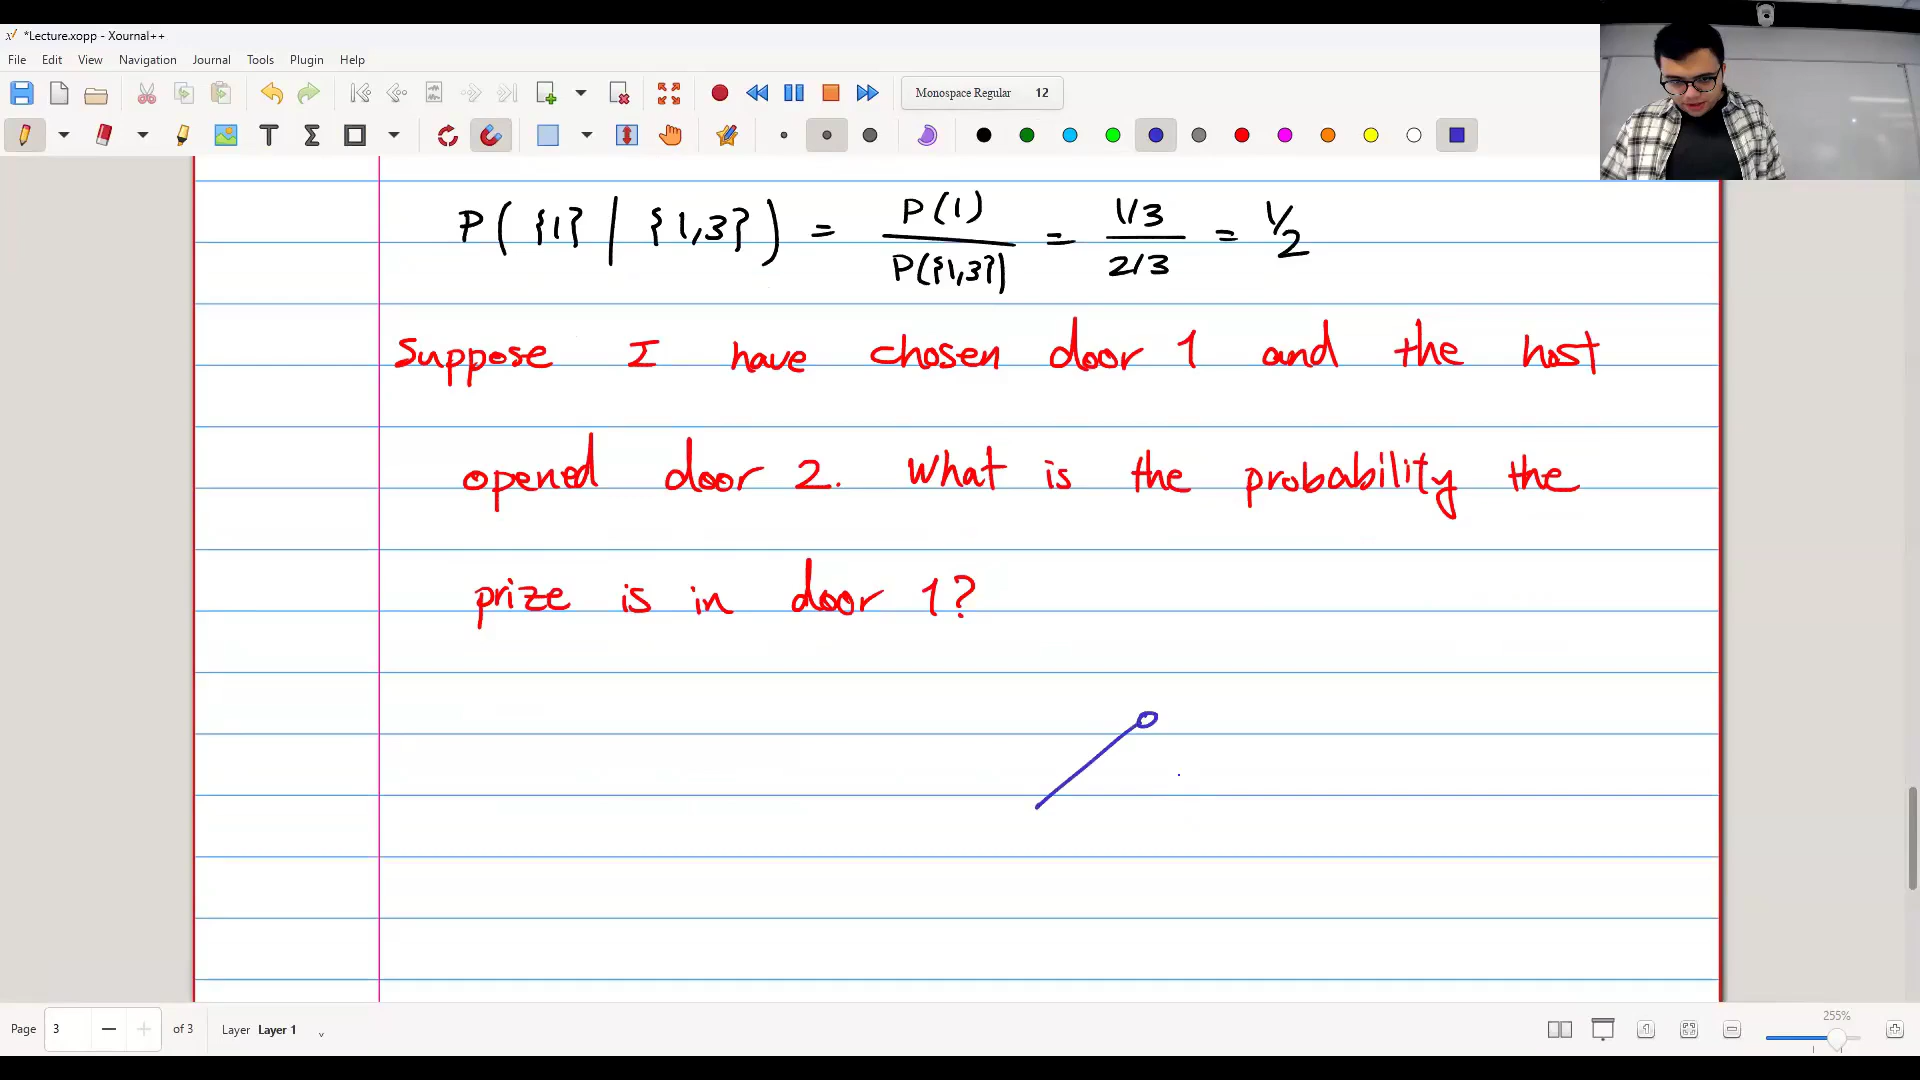 *Lecture.xopp - Xournal++
File Edit View Navigation Journal Tools Plugin Help
Monospace Regular 12
P( {1} | {1,3} ) = P(1) / P({1,3}) = 1/3 / 2/3 = 1/2
Suppose I have chosen door 1 and the host
opened door 2. What is the probability the
prize is in door 1?
Page 3 of 3 Layer Layer 1 255%